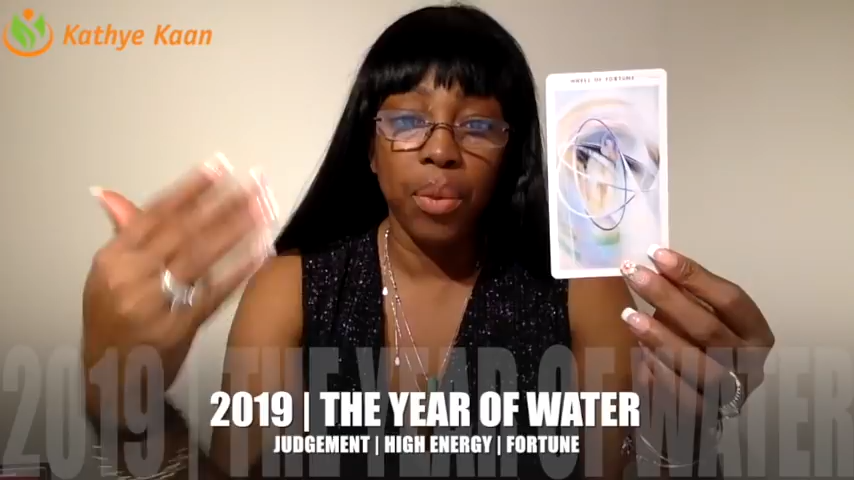 Kathye Kaan
WHEEL OF FORTUNE
2019 | THE YEAR OF WATER
2019 | THE YEAR OF WATER
JUDGEMENT | HIGH ENERGY | FORTUNE